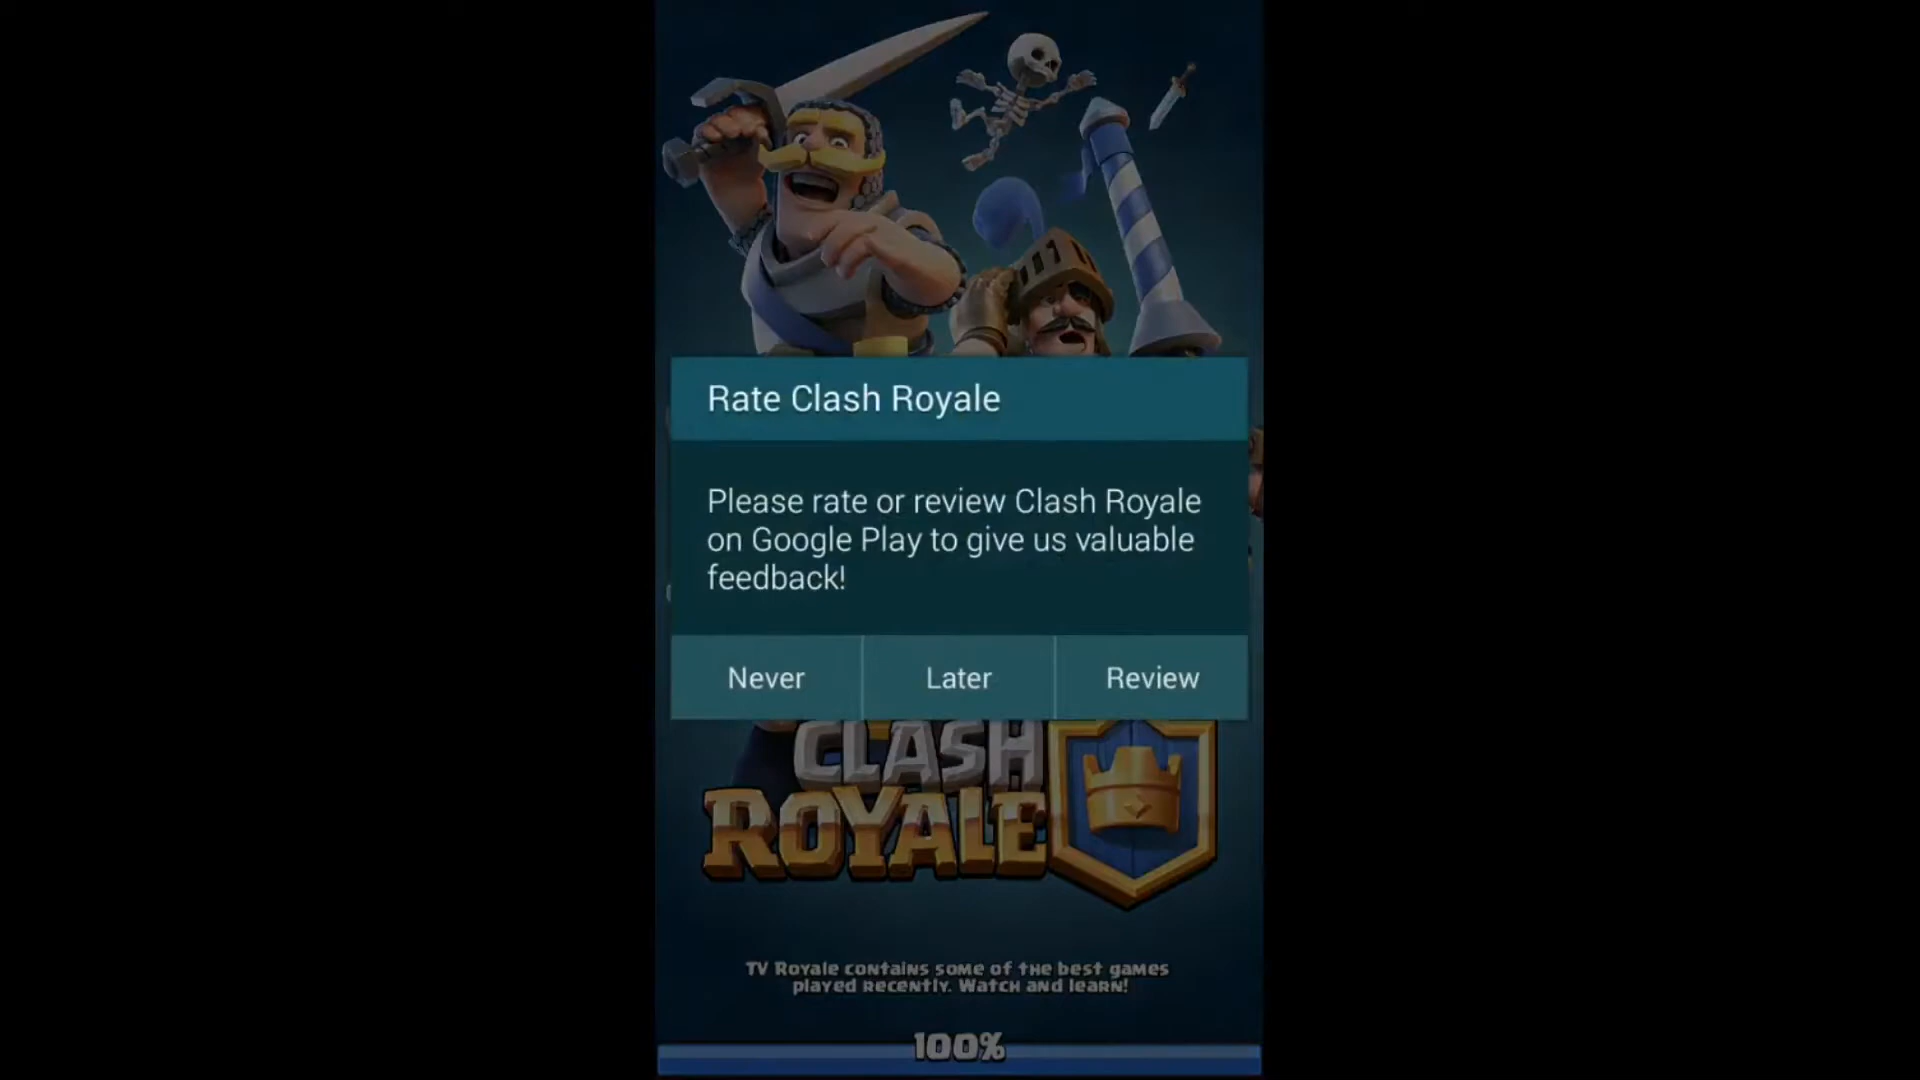 Rate Clash Royale
Please rate or review Clash Royale
on Google Play to give us valuable
feedback!
Never
Later
Review
CLASH
ROYALE
TV Royale contains some of the best games
played recently. Watch and learn!
100%